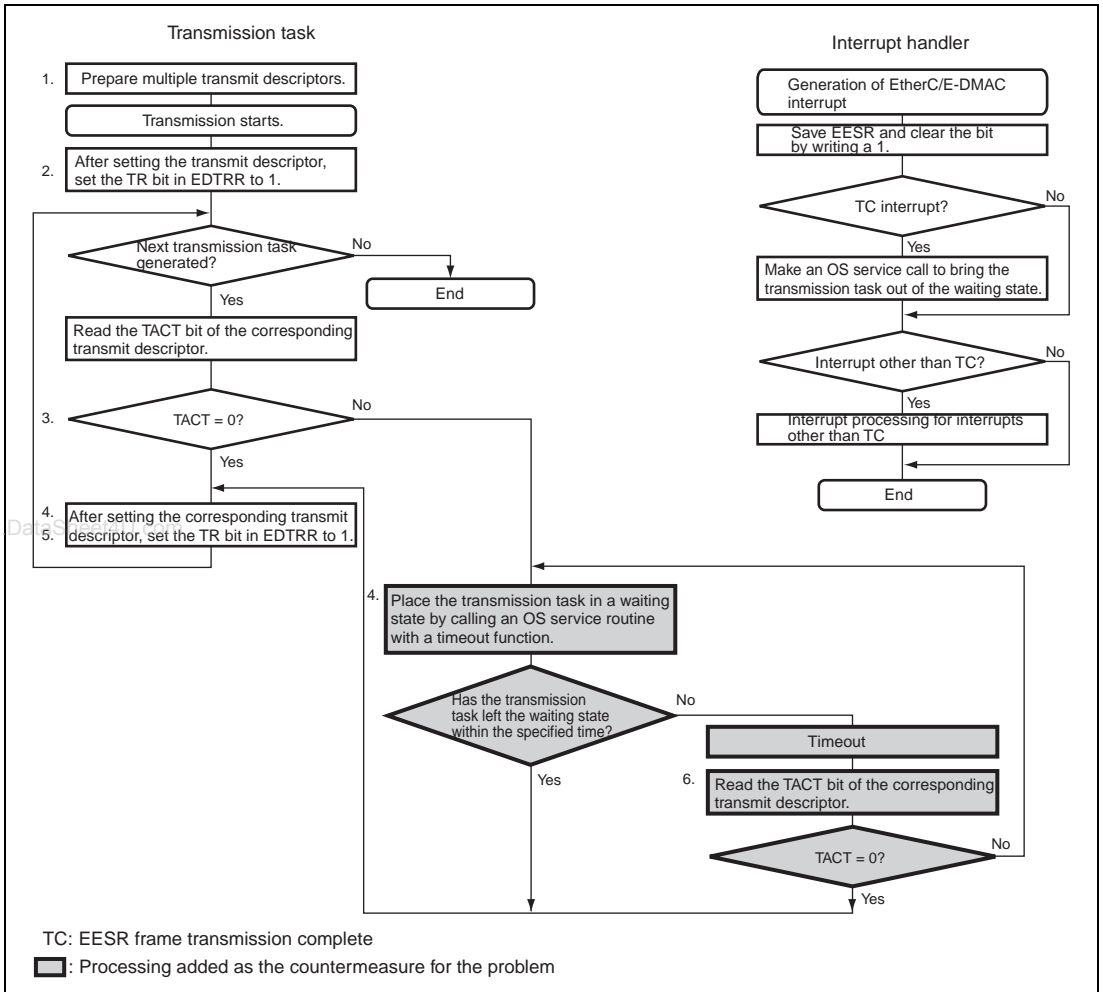 Transmission task
1.
Prepare multiple transmit descriptors.
Transmission starts.
2.
After setting the transmit descriptor,
set the TR bit in EDTRR to 1.
Next transmission task
generated?
No
End
Yes
Read the TACT bit of the corresponding
transmit descriptor.
3.
TACT = 0?
No
Yes
4.
5.
After setting the corresponding transmit
descriptor, set the TR bit in EDTRR to 1.
DataSheet4U.com
Interrupt handler
Generation of EtherC/E-DMAC
interrupt
Save EESR and clear the bit
by writing a 1.
TC interrupt?
No
Yes
Make an OS service call to bring the
transmission task out of the waiting state.
Interrupt other than TC?
No
Yes
Interrupt processing for interrupts
other than TC
End
4.
Place the transmission task in a waiting
state by calling an OS service routine
with a timeout function.
Has the transmission
task left the waiting state
within the specified time?
No
Yes
Timeout
6.
Read the TACT bit of the corresponding
transmit descriptor.
TACT = 0?
No
Yes
TC: EESR frame transmission complete
: Processing added as the countermeasure for the problem